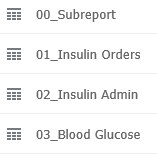 00_Subreport
01_Insulin Orders
02_Insulin Admin
03_Blood Glucose